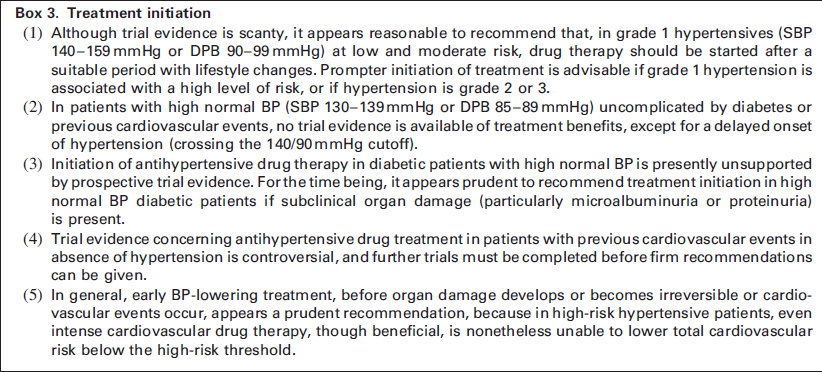 Box 3. Treatment initiation
(1) Although trial evidence is scanty, it appears reasonable to recommend that, in grade 1 hypertensives (SBP
140–159 mmHg or DPB 90–99 mmHg) at low and moderate risk, drug therapy should be started after a
suitable period with lifestyle changes. Prompter initiation of treatment is advisable if grade 1 hypertension is
associated with a high level of risk, or if hypertension is grade 2 or 3.
(2) In patients with high normal BP (SBP 130–139 mmHg or DPB 85–89 mmHg) uncomplicated by diabetes or
previous cardiovascular events, no trial evidence is available of treatment benefits, except for a delayed onset
of hypertension (crossing the 140/90 mmHg cutoff).
(3) Initiation of antihypertensive drug therapy in diabetic patients with high normal BP is presently unsupported
by prospective trial evidence. For the time being, it appears prudent to recommend treatment initiation in high
normal BP diabetic patients if subclinical organ damage (particularly microalbuminuria or proteinuria)
is present.
(4) Trial evidence concerning antihypertensive drug treatment in patients with previous cardiovascular events in
absence of hypertension is controversial, and further trials must be completed before firm recommendations
can be given.
(5) In general, early BP-lowering treatment, before organ damage develops or becomes irreversible or cardio-
vascular events occur, appears a prudent recommendation, because in high-risk hypertensive patients, even
intense cardiovascular drug therapy, though beneficial, is nonetheless unable to lower total cardiovascular
risk below the high-risk threshold.